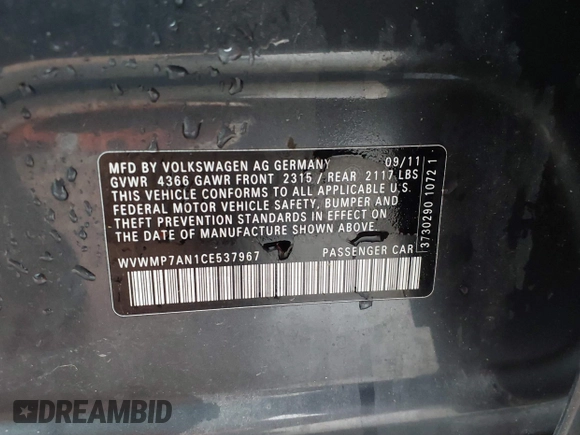 MFD BY VOLKSWAGEN AG GERMANY 09/11
GVWR 4366 GAWR FRONT 2315 / REAR 2117 LBS
THIS VEHICLE CONFORMS TO ALL APPLICABLE U.S.
FEDERAL MOTOR VEHICLE SAFETY, BUMPER AND
THEFT PREVENTION STANDARDS IN EFFECT ON
THE DATE OF MANUFACTURE SHOWN ABOVE.
WVWMP7AN1CE537967 PASSENGER CAR
3730290 1072 1
DREAMBID